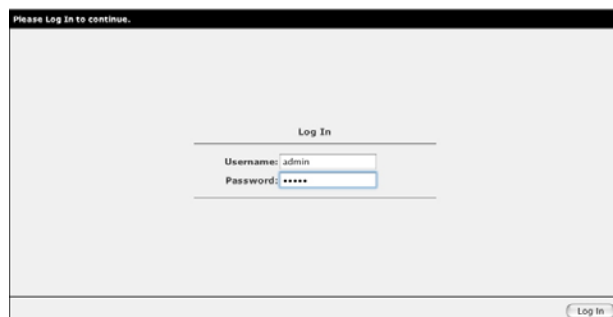 Please Log In to continue.
Log In
Username: admin
Password: •••••
Log In